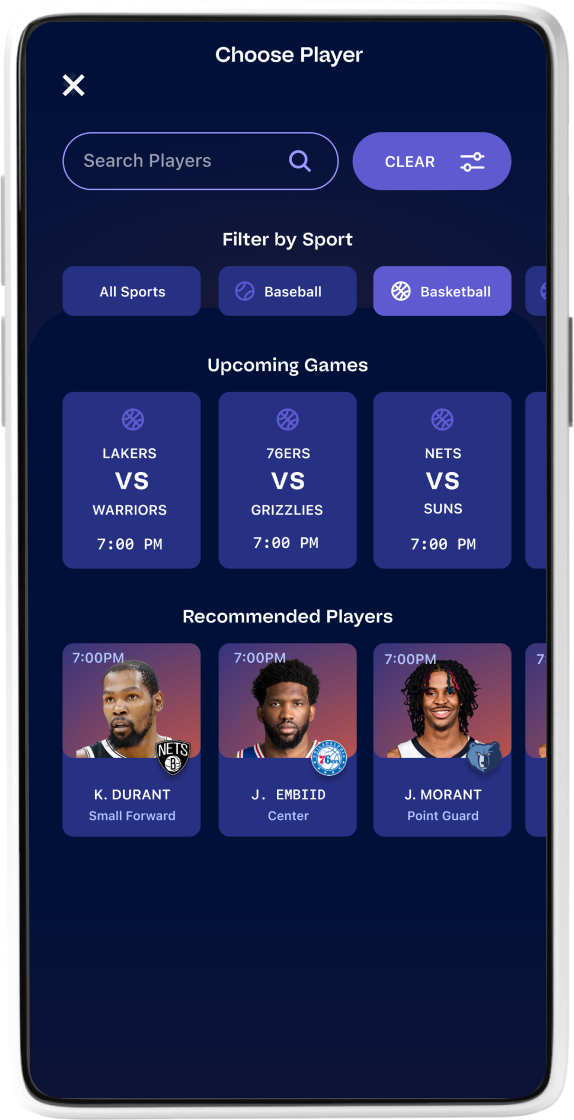 Choose Player
Search Players
CLEAR
Filter by Sport
All Sports
Baseball
Basketball
Upcoming Games
LAKERS
VS
WARRIORS
7:00 PM
76ERS
VS
GRIZZLIES
7:00 PM
NETS
VS
SUNS
7:00 PM
Recommended Players
7:00PM
NETS
B
K. DURANT
Small Forward
7:00PM
PHILADELPHIA
76ers
J. EMBIID
Center
7:00PM
J. MORANT
Point Guard
7: